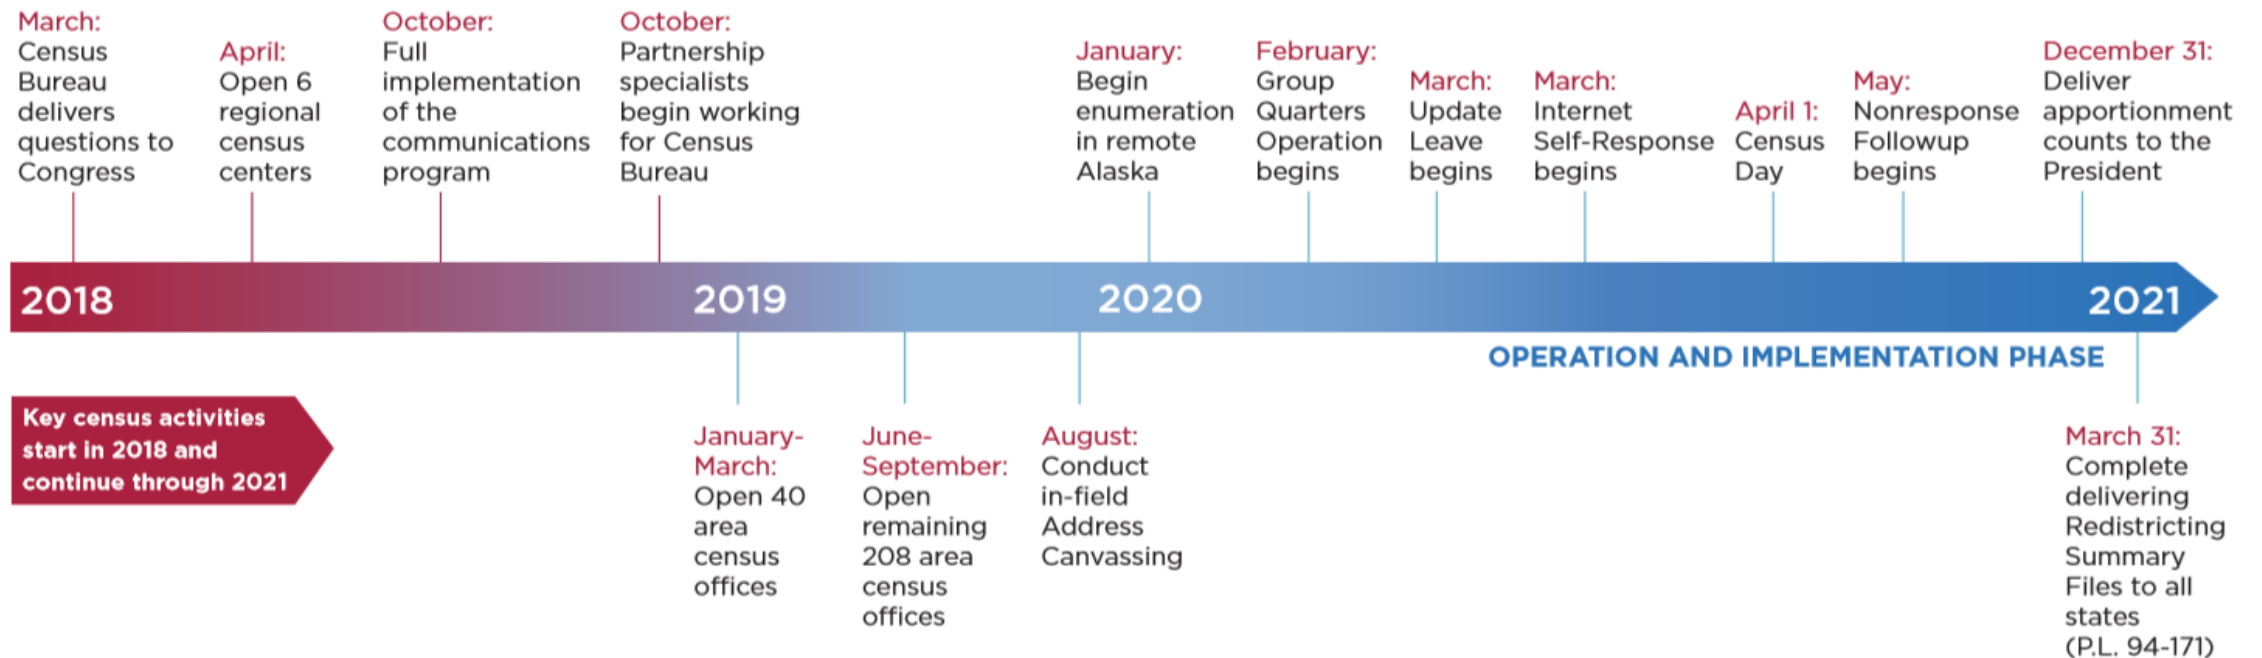 March:
Census
Bureau
delivers
questions to
Congress
April:
Open 6
regional
census
centers
October:
Full
implementation
of the
communications
program
October:
Partnership
specialists
begin working
for Census
Bureau
January:
Begin
enumeration
in remote
Alaska
February:
Group
Quarters
Operation
begins
March:
Update
Leave
begins
March:
Internet
Self-Response
begins
April 1:
Census
Day
May:
Nonresponse
Followup
begins
December 31:
Deliver
apportionment
counts to the
President
2018
2019
2020
2021
OPERATION AND IMPLEMENTATION PHASE
Key census activities
start in 2018 and
continue through 2021
January-
March:
Open 40
area
census
offices
June-
September:
Open
remaining
208 area
census
offices
August:
Conduct
in-field
Address
Canvassing
March 31:
Complete
delivering
Redistricting
Summary
Files to all
states
(P.L. 94-171)